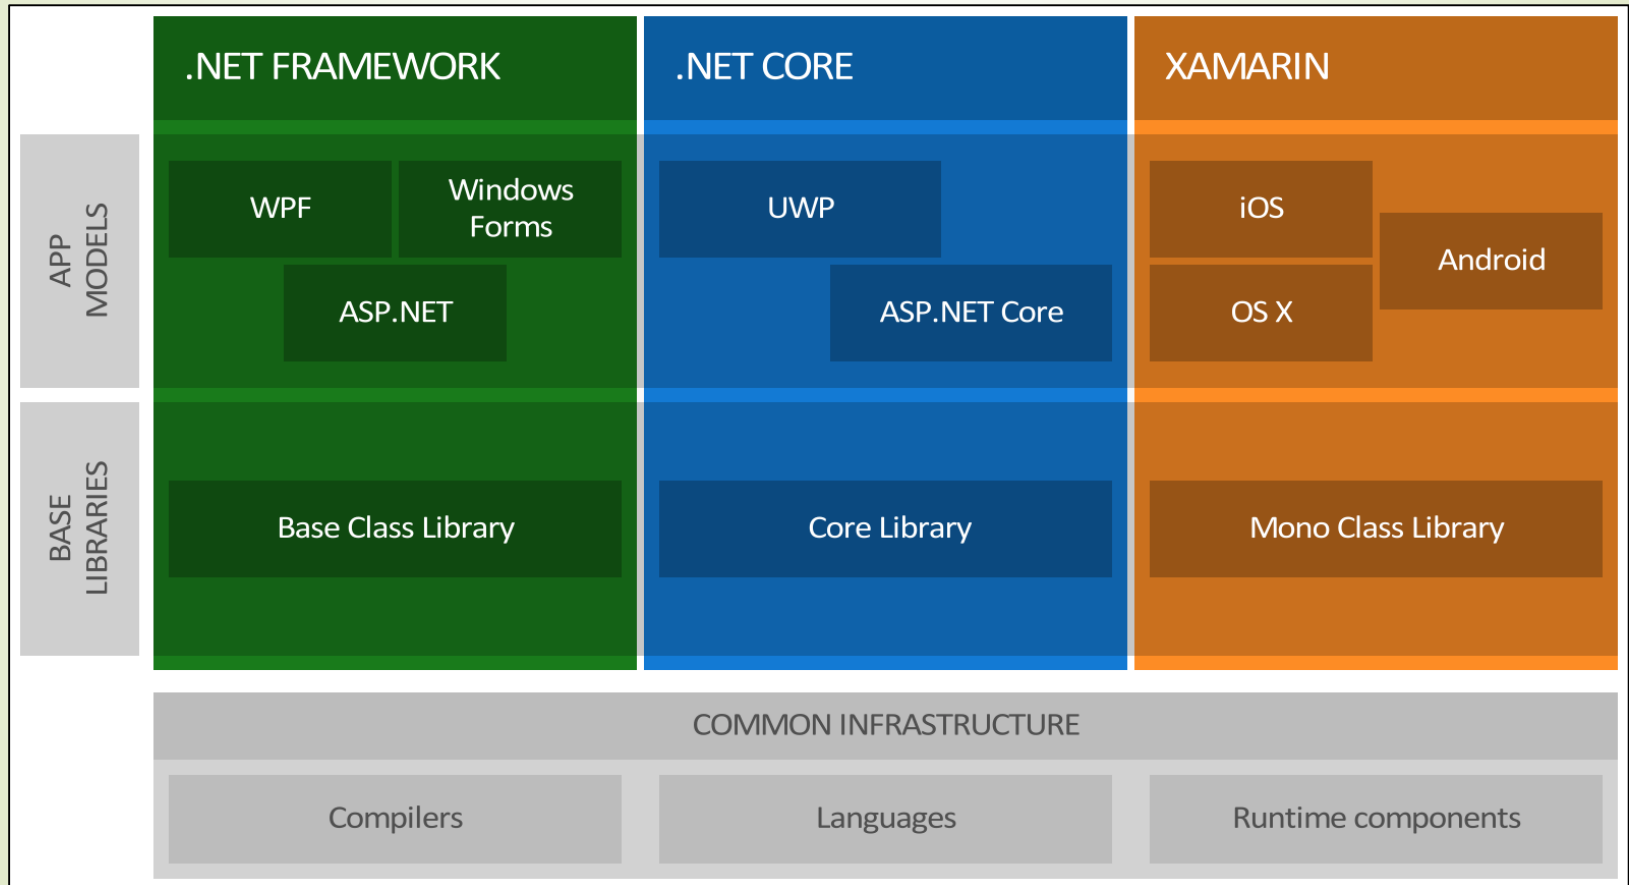 .NET FRAMEWORK
.NET CORE
XAMARIN
APP
MODELS
WPF
Windows
Forms
ASP.NET
UWP
ASP.NET Core
iOS
Android
OS X
BASE
LIBRARIES
Base Class Library
Core Library
Mono Class Library
COMMON INFRASTRUCTURE
Compilers
Languages
Runtime components